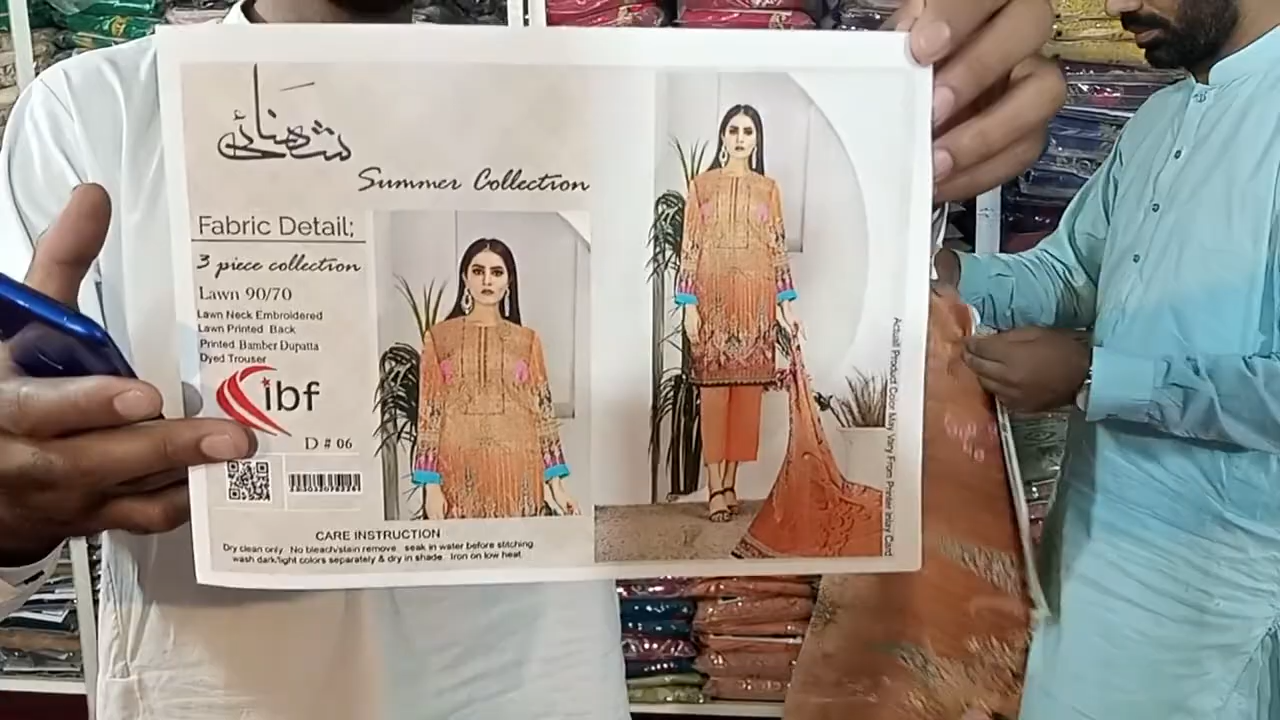 شہنائی
Summer Collection
Fabric Detail;
3 piece collection
Lawn 90/70
Lawn Neck Embroidered
Lawn Printed Back
Printed Bamber Dupatta
Dyed Trouser
ibf
D # 06
CARE INSTRUCTION
Dry clean only. No bleach/stain remove. seak in water before stitching
wash dark/light colors separately & dry in shade. Iron on low heat.
Actuall Product Color May Vary From Printer Inlay Card